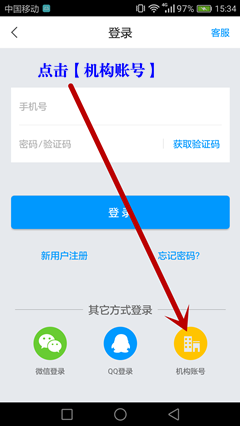 中国移动 4G 97% 15:34
登录 客服
点击【机构账号】
手机号
密码/验证码 获取验证码
登 录
新用户注册 忘记密码?
其它方式登录
微信登录 QQ登录 机构账号